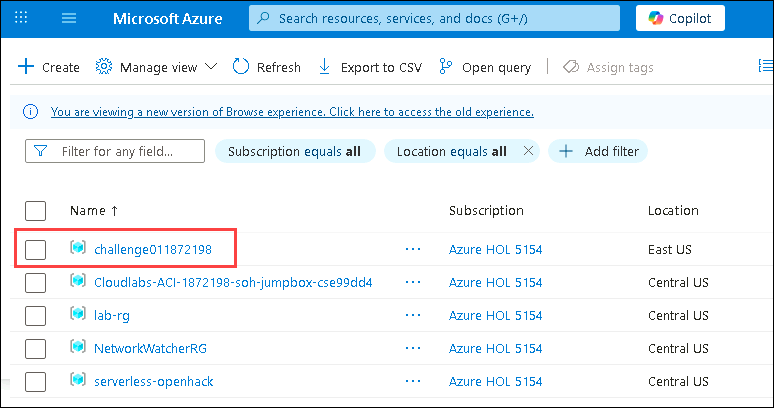 Microsoft Azure
Search resources, services, and docs (G+/)
Copilot
Create
Manage view
Refresh
Export to CSV
Open query
Assign tags
You are viewing a new version of Browse experience. Click here to access the old experience.
Filter for any field...
Subscription equals all
Location equals all
Add filter
Name ↑ Subscription Location
challenge011872198 ... Azure HOL 5154 East US
Cloudlabs-ACI-1872198-soh-jumpbox-cse99dd4 ... Azure HOL 5154 Central US
lab-rg ... Azure HOL 5154 Central US
NetworkWatcherRG ... Azure HOL 5154 Central US
serverless-openhack ... Azure HOL 5154 Central US